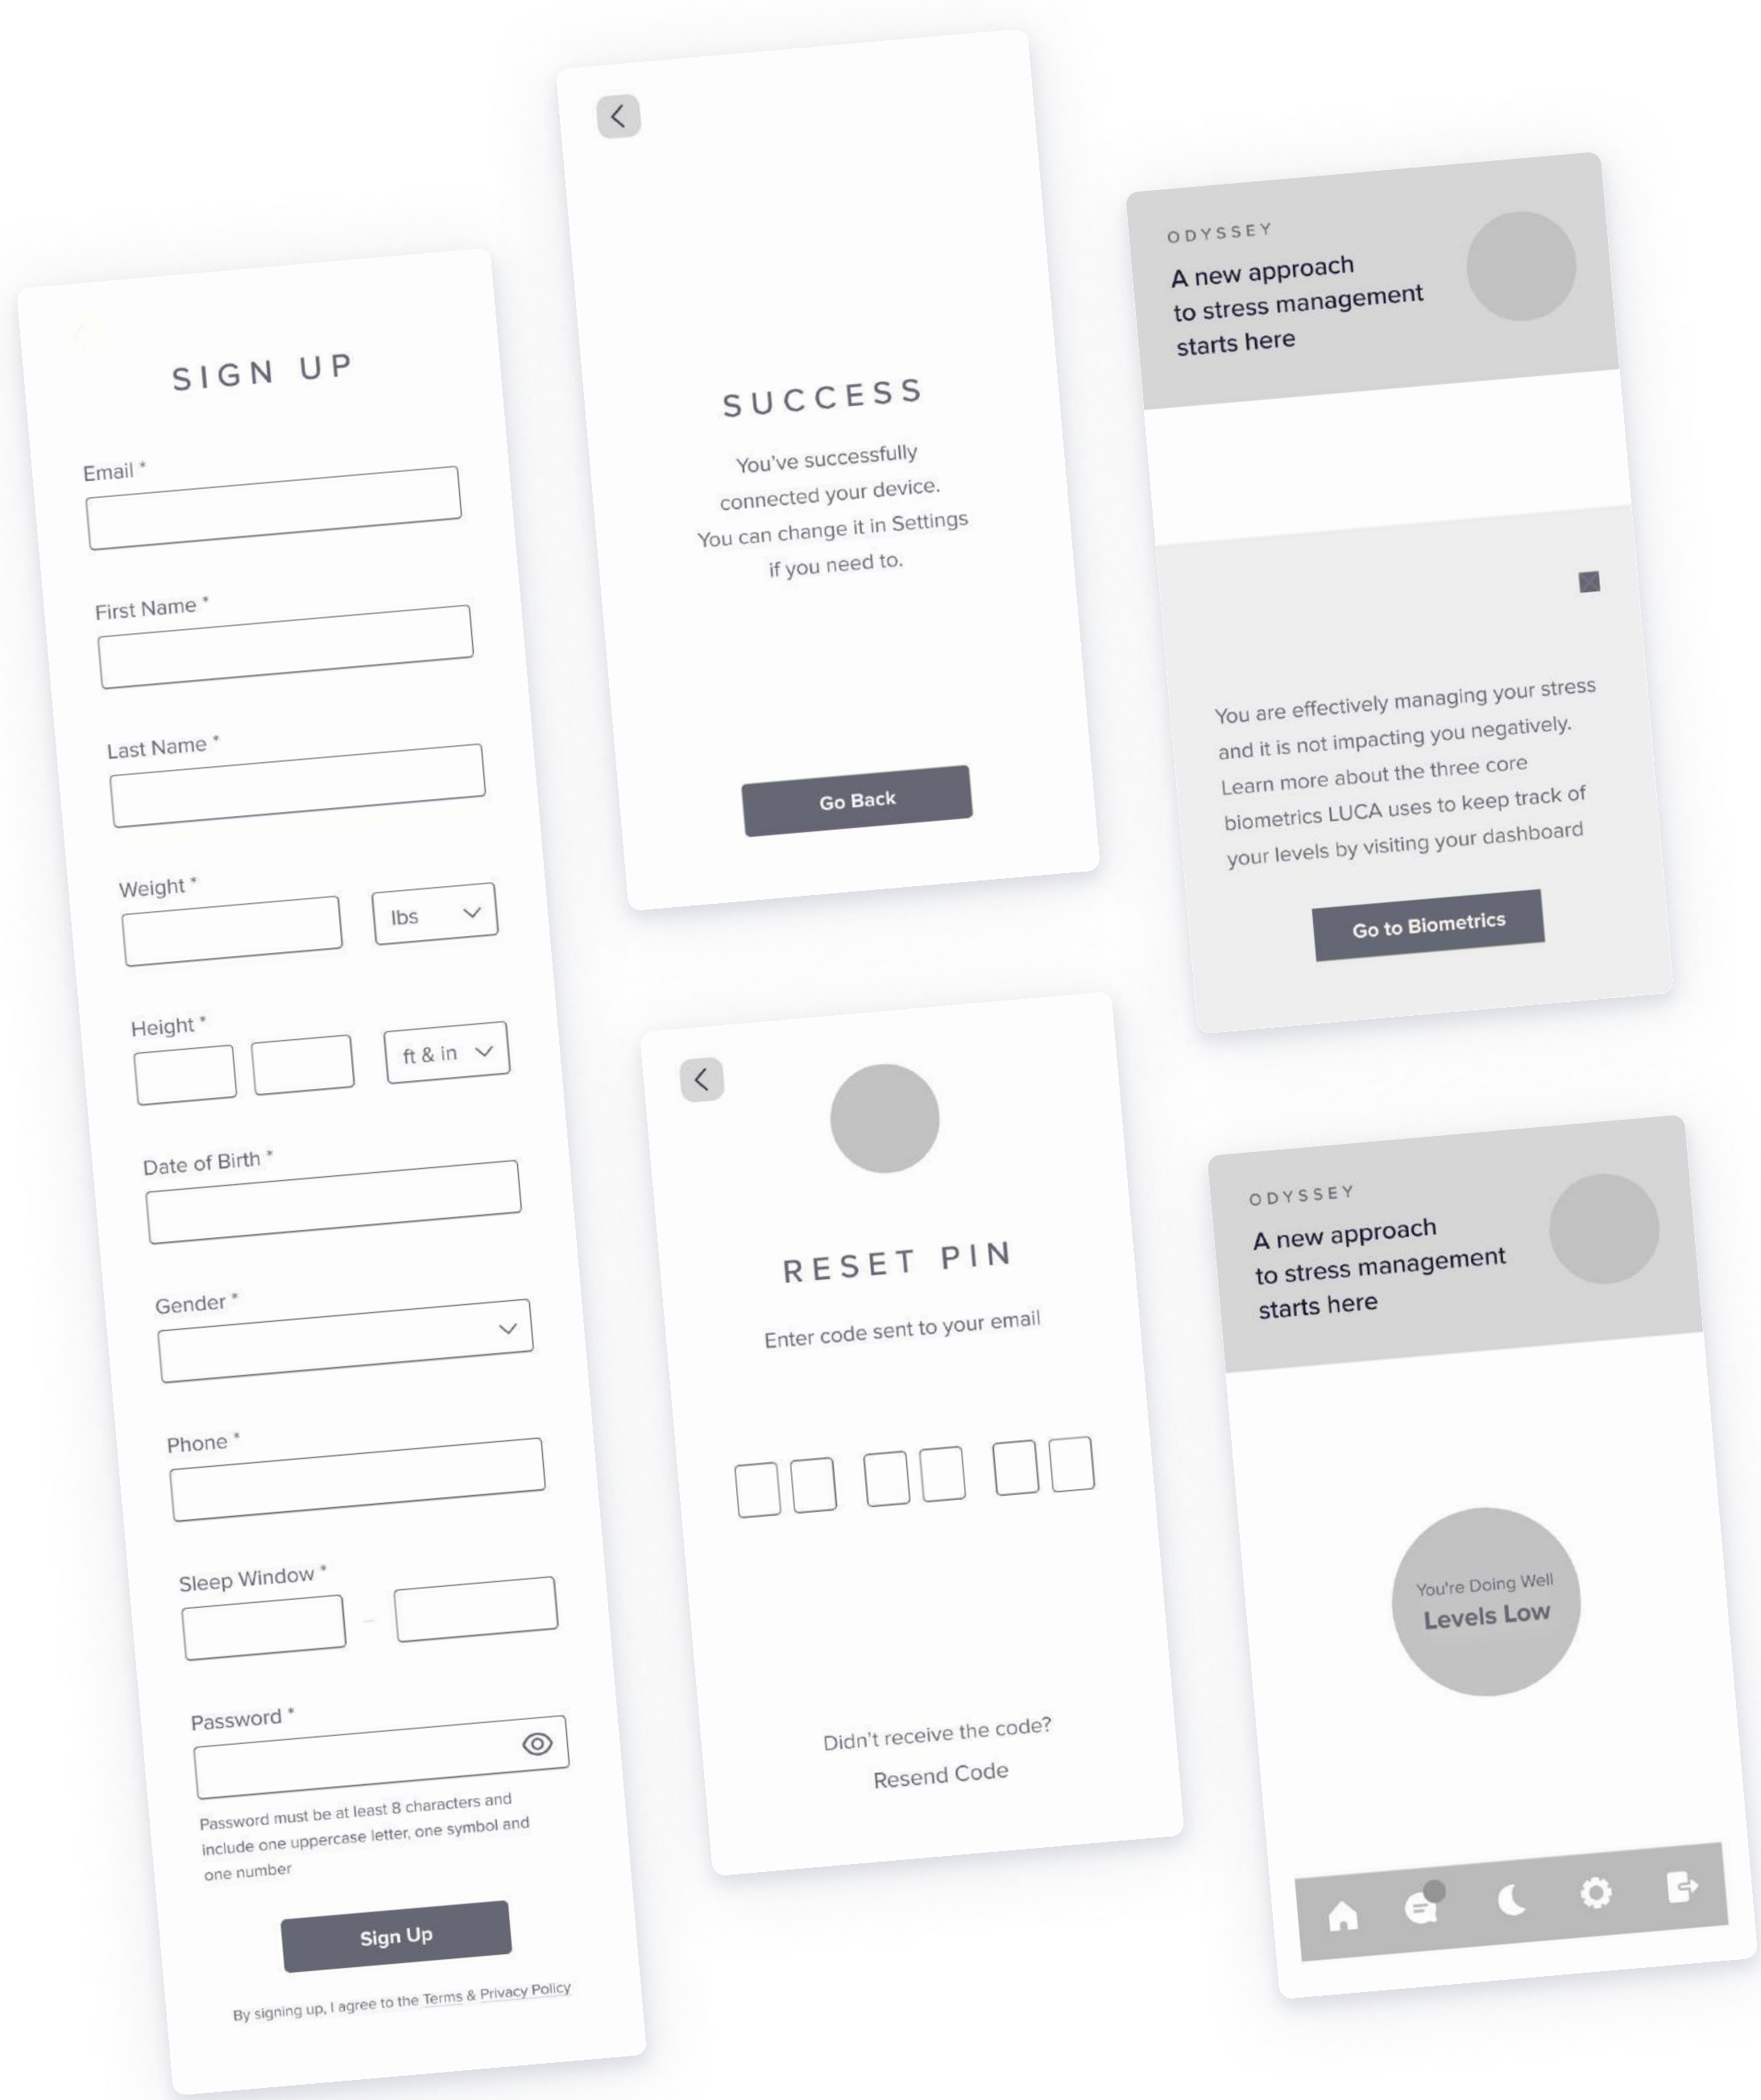 SIGN UP
Email *
First Name *
Last Name *
Weight *
lbs
Height *
ft & in
Date of Birth *
Gender *
Phone *
Sleep Window *
–
Password *
Password must be at least 8 characters and
include one uppercase letter, one symbol and
one number
Sign Up
By signing up, I agree to the Terms & Privacy Policy
SUCCESS
You've successfully
connected your device.
You can change it in Settings
if you need to.
Go Back
RESET PIN
Enter code sent to your email
Didn't receive the code?
Resend Code
ODYSSEY
A new approach
to stress management
starts here
You are effectively managing your stress
and it is not impacting you negatively.
Learn more about the three core
biometrics LUCA uses to keep track of
your levels by visiting your dashboard
Go to Biometrics
ODYSSEY
A new approach
to stress management
starts here
You're Doing Well
Levels Low